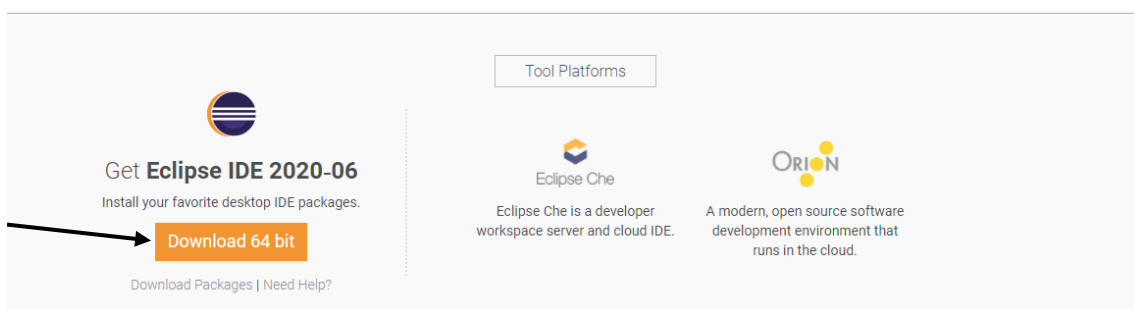 Tool Platforms
Get Eclipse IDE 2020-06
Install your favorite desktop IDE packages.
Download 64 bit
Download Packages | Need Help?
Eclipse Che
Eclipse Che is a developer
workspace server and cloud IDE.
ORION
A modern, open source software
development environment that
runs in the cloud.